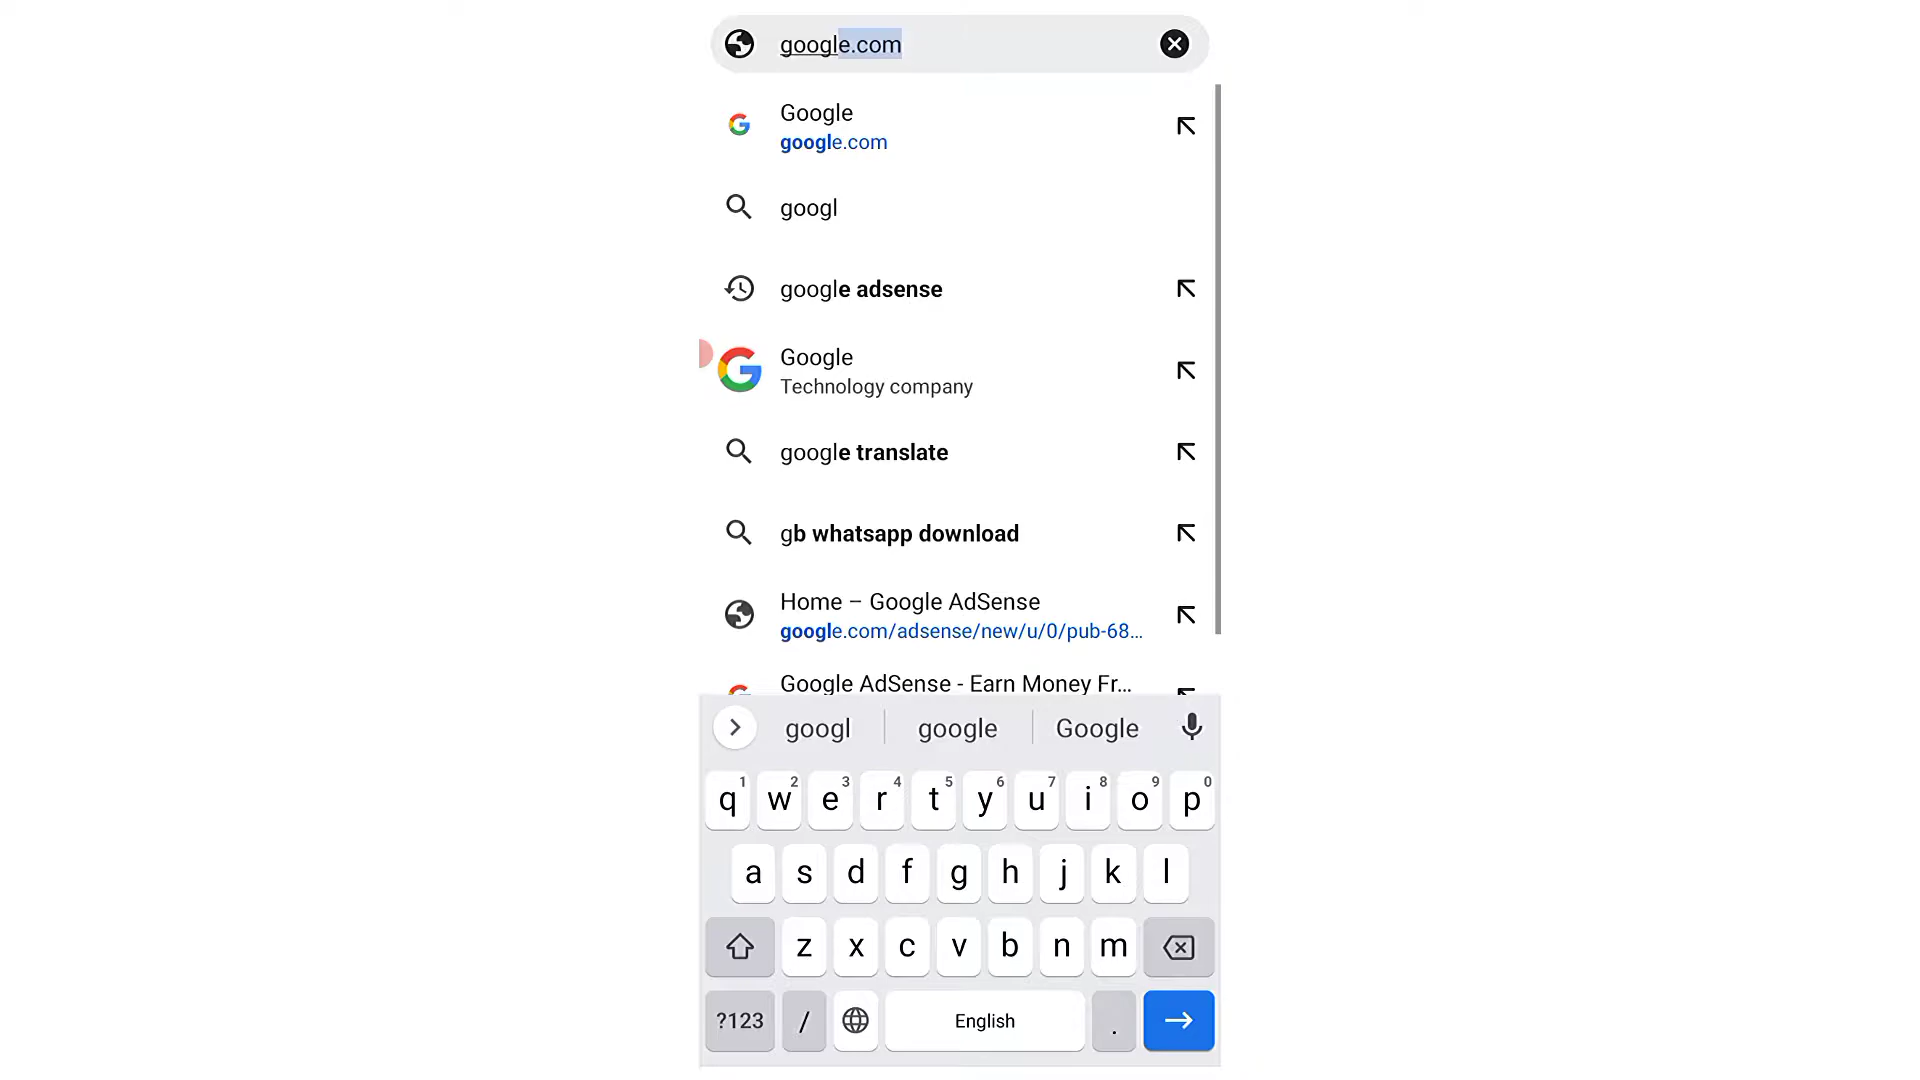 google.com
Google
google.com
googl
google adsense
Google
Technology company
google translate
gb whatsapp download
Home – Google AdSense
google.com/adsense/new/u/0/pub-68...
Google AdSense - Earn Money Fr...
googl google Google
q1 w2 e3 r4 t5 y6 u7 i8 o9 p0
a s d f g h j k l
z x c v b n m
?123 / English .